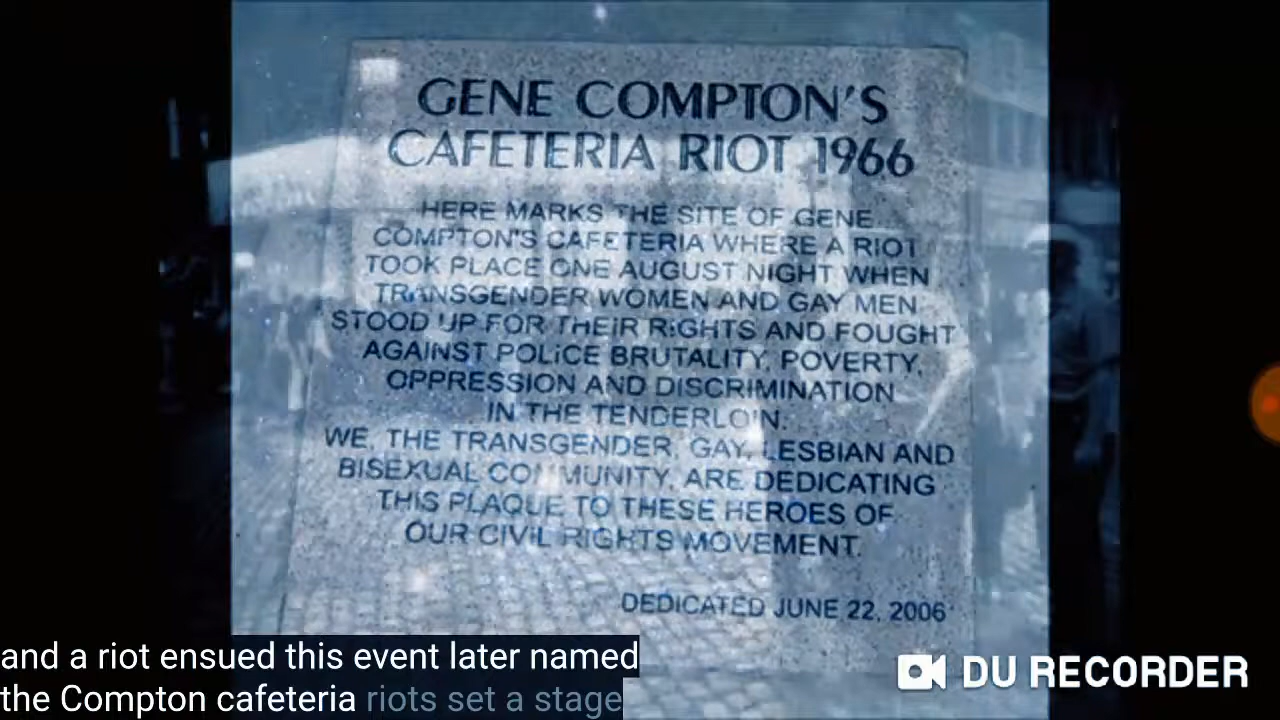 GENE COMPTON'S
CAFETERIA RIOT 1966
HERE MARKS THE SITE OF GENE
COMPTON'S CAFETERIA WHERE A RIOT
TOOK PLACE ONE AUGUST NIGHT WHEN
TRANSGENDER WOMEN AND GAY MEN
STOOD UP FOR THEIR RIGHTS AND FOUGHT
AGAINST POLICE BRUTALITY, POVERTY,
OPPRESSION AND DISCRIMINATION
IN THE TENDERLOIN.
WE, THE TRANSGENDER, GAY, LESBIAN AND
BISEXUAL COMMUNITY, ARE DEDICATING
THIS PLAQUE TO THESE HEROES OF
OUR CIVIL RIGHTS MOVEMENT.
DEDICATED JUNE 22, 2006
and a riot ensued this event later named
the Compton cafeteria riots set a stage
DU RECORDER